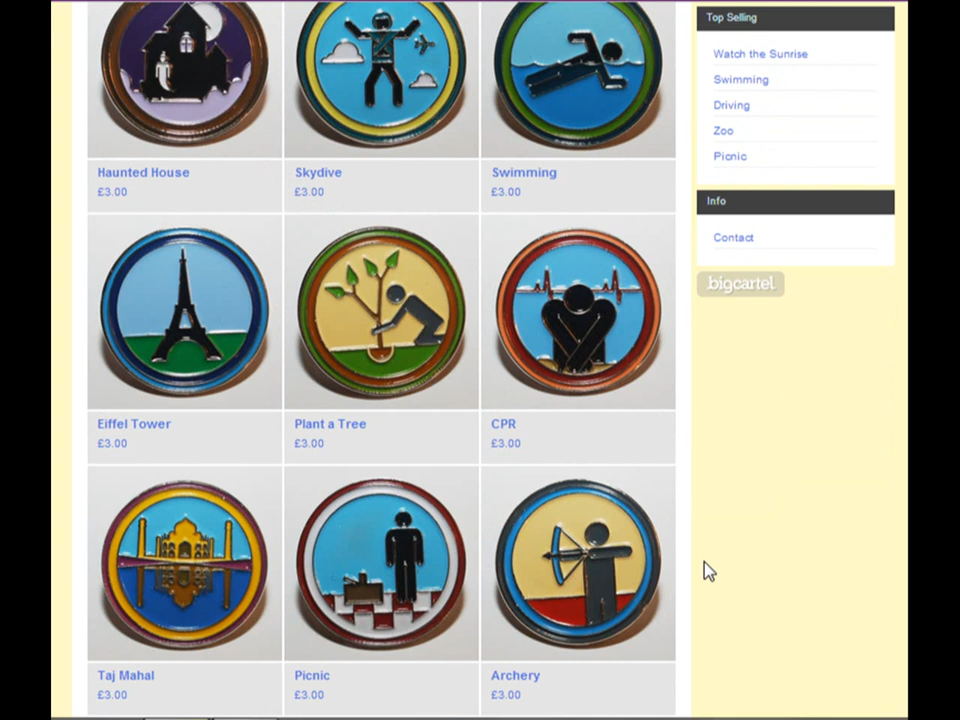 Haunted House
£3.00
Skydive
£3.00
Swimming
£3.00
Eiffel Tower
£3.00
Plant a Tree
£3.00
CPR
£3.00
Taj Mahal
£3.00
Picnic
£3.00
Archery
£3.00
Top Selling
Watch the Sunrise
Swimming
Driving
Zoo
Picnic
Info
Contact
bigcartel